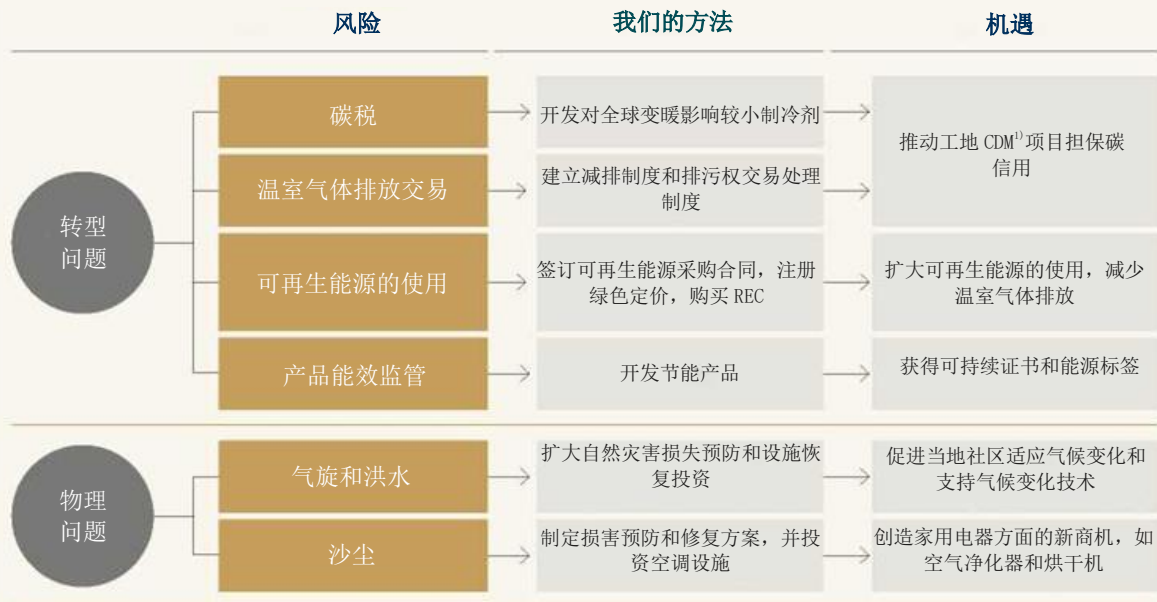 风险
我们的方法
机遇
转型
问题
碳税
开发对全球变暖影响较小制冷剂
推动工地 CDM¹⁾项目担保碳
信用
温室气体排放交易
建立减排制度和排污权交易处理
制度
可再生能源的使用
签订可再生能源采购合同，注册
绿色定价，购买 REC
扩大可再生能源的使用，减少
温室气体排放
产品能效监管
开发节能产品
获得可持续证书和能源标签
物理
问题
气旋和洪水
扩大自然灾害损失预防和设施恢
复投资
促进当地社区适应气候变化和
支持气候变化技术
沙尘
制定损害预防和修复方案，并投
资空调设施
创造家用电器方面的新商机，如
空气净化器和烘干机